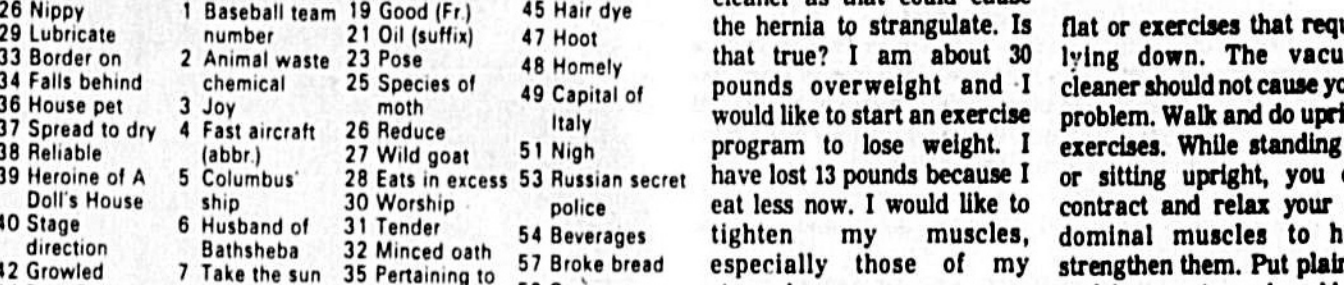 26 Nippy
29 Lubricate
33 Border on
34 Falls behind
36 House pet
37 Spread to dry
38 Reliable
39 Heroine of A
Doll's House
40 Stage
direction
42 Growled
1 Baseball team
number
2 Animal waste
chemical
3 Joy
4 Fast aircraft
(abbr.)
5 Columbus'
ship
6 Husband of
Bathsheba
7 Take the sun
19 Good (Fr.)
21 Oil (suffix)
23 Pose
25 Species of
moth
26 Reduce
27 Wild goat
28 Eats in excess
30 Worship
31 Tender
32 Minced oath
35 Pertaining to
45 Hair dye
47 Hoot
48 Homely
49 Capital of
Italy
51 Nigh
53 Russian secret
police
54 Beverages
57 Broke bread
cleaner as that could cause
the hernia to strangulate. Is
that true? I am about 30
pounds overweight and I
would like to start an exercise
program to lose weight. I
have lost 13 pounds because I
eat less now. I would like to
tighten my muscles,
especially those of my
flat or exercises that requ
lying down. The vacu
cleaner should not cause yo
problem. Walk and do upri
exercises. While standing
or sitting upright, you
contract and relax your
dominal muscles to h
strengthen them. Put plain